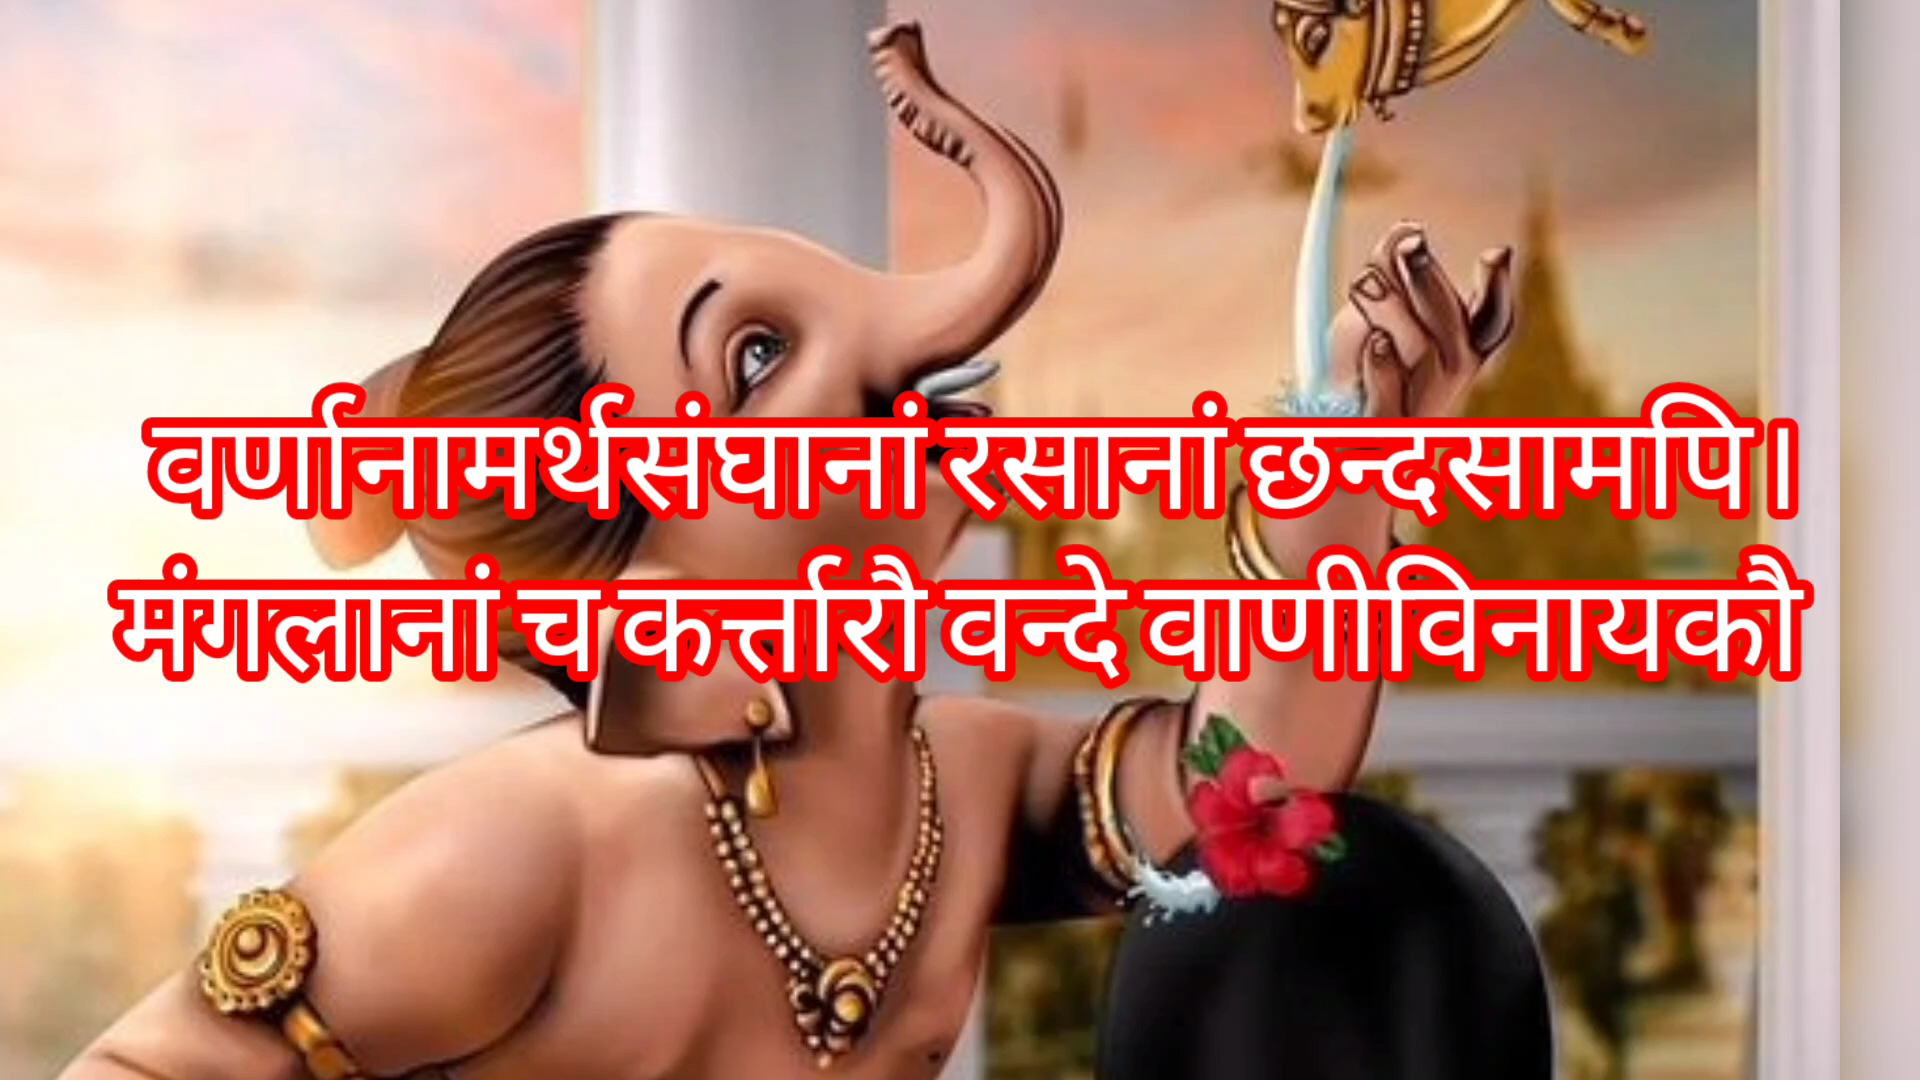 वर्णानामर्थसंघानां रसानां छन्दसामपि।
मंगलानां च कर्त्तारौ वन्दे वाणीविनायकौ